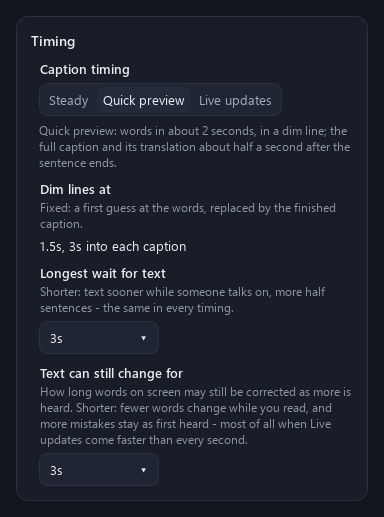 Timing
Caption timing
Steady Quick preview Live updates
Quick preview: words in about 2 seconds, in a dim line; the
full caption and its translation about half a second after the
sentence ends.
Dim lines at
Fixed: a first guess at the words, replaced by the finished
caption.
1.5s, 3s into each caption
Longest wait for text
Shorter: text sooner while someone talks on, more half
sentences - the same in every timing.
3s
Text can still change for
How long words on screen may still be corrected as more is
heard. Shorter: fewer words change while you read, and
more mistakes stay as first heard - most of all when Live
updates come faster than every second.
3s